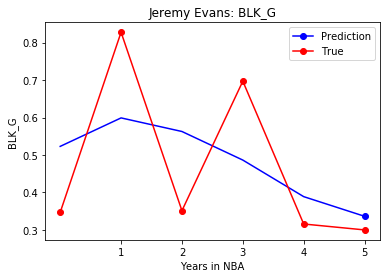 Jeremy Evans: BLK_G
Prediction
True
BLK_G
0.8
0.7
0.6
0.5
0.4
0.3
1 2 3 4 5
Years in NBA